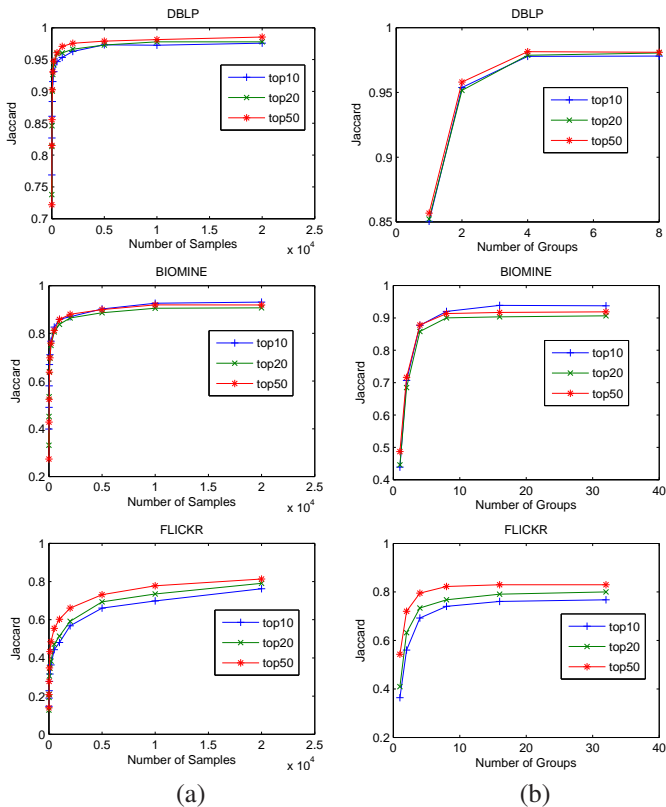 DBLP
1
0.95
0.9
0.85
0.8
0.75
0.7
Jaccard
top10
top20
top50
0 0.5 1 1.5 2 2.5
Number of Samples
x 10^4
DBLP
1
0.95
0.9
0.85
Jaccard
top10
top20
top50
0 2 4 6 8
Number of Groups
BIOMINE
1
0.8
0.6
0.4
0.2
Jaccard
top10
top20
top50
0 0.5 1 1.5 2 2.5
Number of Samples
x 10^4
BIOMINE
1
0.9
0.8
0.7
0.6
0.5
0.4
Jaccard
top10
top20
top50
0 10 20 30 40
Number of Groups
FLICKR
1
0.8
0.6
0.4
0.2
0
Jaccard
top10
top20
top50
0 0.5 1 1.5 2 2.5
Number of Samples
x 10^4
FLICKR
1
0.8
0.6
0.4
0.2
Jaccard
top10
top20
top50
0 10 20 30 40
Number of Groups
(a) (b)